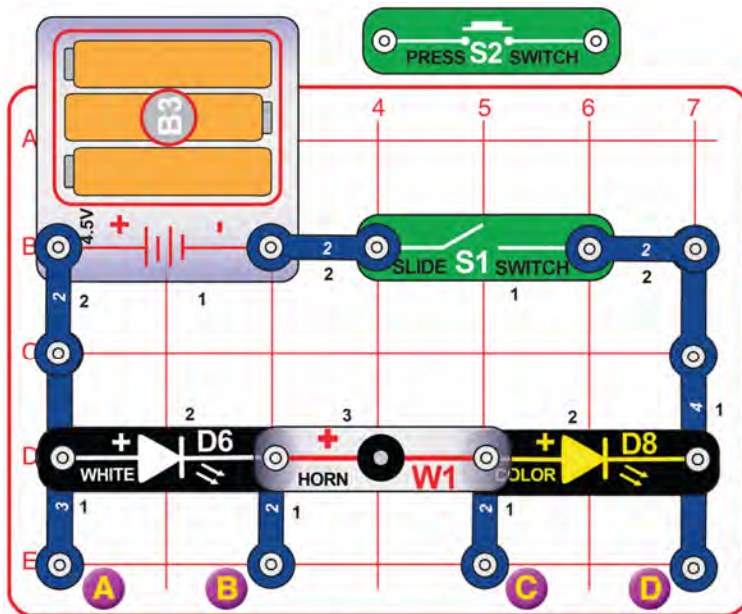 PRESS S2 SWITCH
4 5 6 7
A
B3
4.5V + -
B
2 2
SLIDE S1 SWITCH
2 2 1 1 2
2
C
2 3 2 4 1
D
+ D6 + + D8
WHITE HORN W1 COLOR
3 1 2 1 2 1
E
A B C D